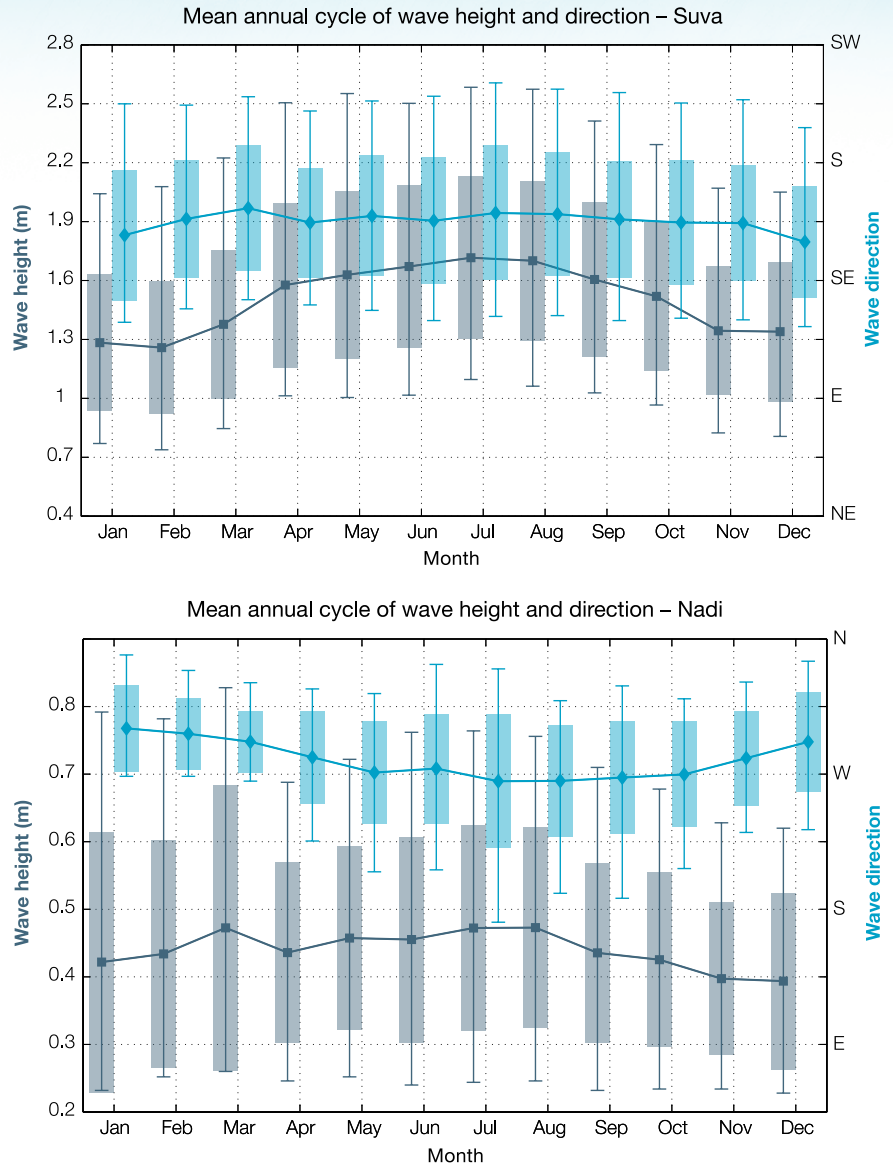 Mean annual cycle of wave height and direction – Suva
2.8
2.5
2.2
1.9
1.6
1.3
1
0.7
0.4
Wave height (m)
SW
S
SE
E
NE
Wave direction
Jan Feb Mar Apr May Jun Jul Aug Sep Oct Nov Dec
Month
Mean annual cycle of wave height and direction – Nadi
0.8
0.7
0.6
0.5
0.4
0.3
0.2
Wave height (m)
N
W
S
E
Wave direction
Jan Feb Mar Apr May Jun Jul Aug Sep Oct Nov Dec
Month